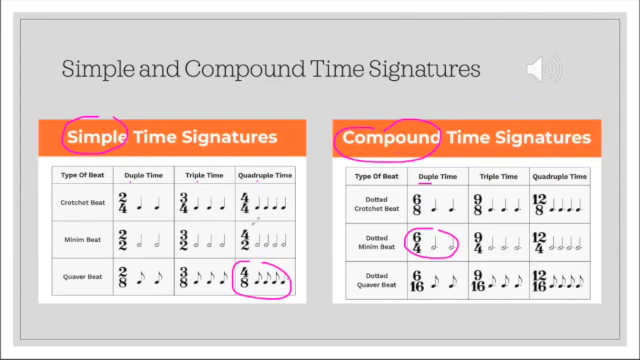 Simple and Compound Time Signatures
Simple Time Signatures
Type Of Beat Duple Time Triple Time Quadruple Time
Crotchet Beat 2/4 3/4 4/4
Minim Beat 2/2 3/2 4/2
Quaver Beat 2/8 3/8 4/8
Compound Time Signatures
Type Of Beat Duple Time Triple Time Quadruple Time
Dotted Crotchet Beat 6/8 9/8 12/8
Dotted Minim Beat 6/4 9/4 12/4
Dotted Quaver Beat 6/16 9/16 12/16